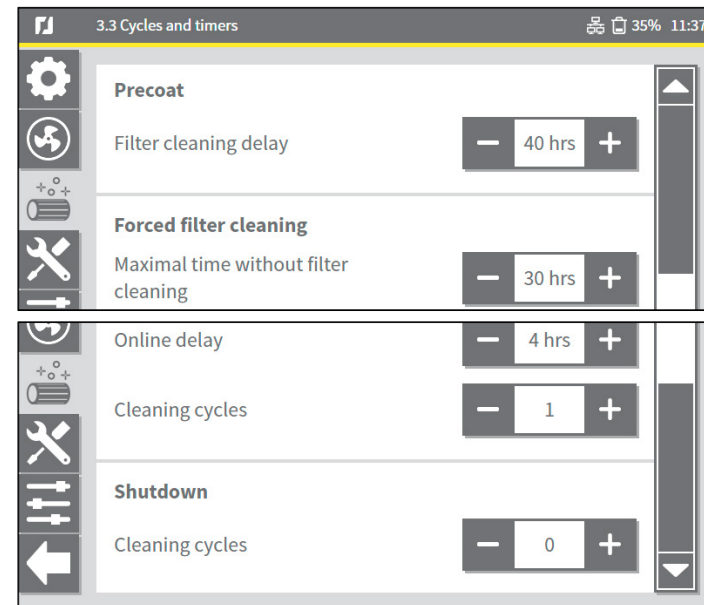 3.3 Cycles and timers 35% 11:37
Precoat
Filter cleaning delay 40 hrs
Forced filter cleaning
Maximal time without filter
cleaning 30 hrs
Online delay 4 hrs
Cleaning cycles 1
Shutdown
Cleaning cycles 0